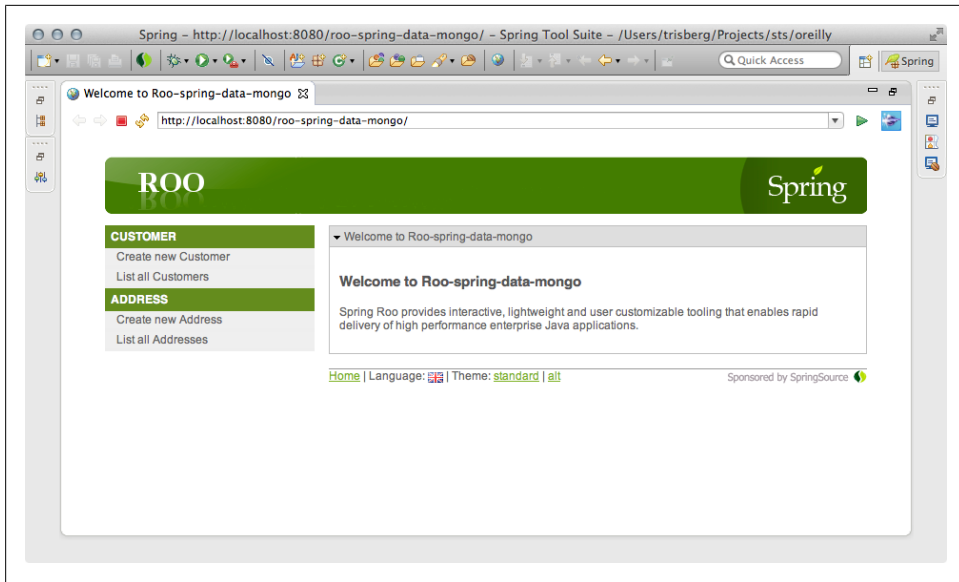 Spring – http://localhost:8080/roo-spring-data-mongo/ – Spring Tool Suite – /Users/trisberg/Projects/sts/oreilly
Quick Access
Spring
Welcome to Roo-spring-data-mongo
http://localhost:8080/roo-spring-data-mongo/
ROO
Spring
CUSTOMER
Create new Customer
List all Customers
ADDRESS
Create new Address
List all Addresses
Welcome to Roo-spring-data-mongo
Welcome to Roo-spring-data-mongo
Spring Roo provides interactive, lightweight and user customizable tooling that enables rapid
delivery of high performance enterprise Java applications.
Home | Language: | Theme: standard | alt
Sponsored by SpringSource